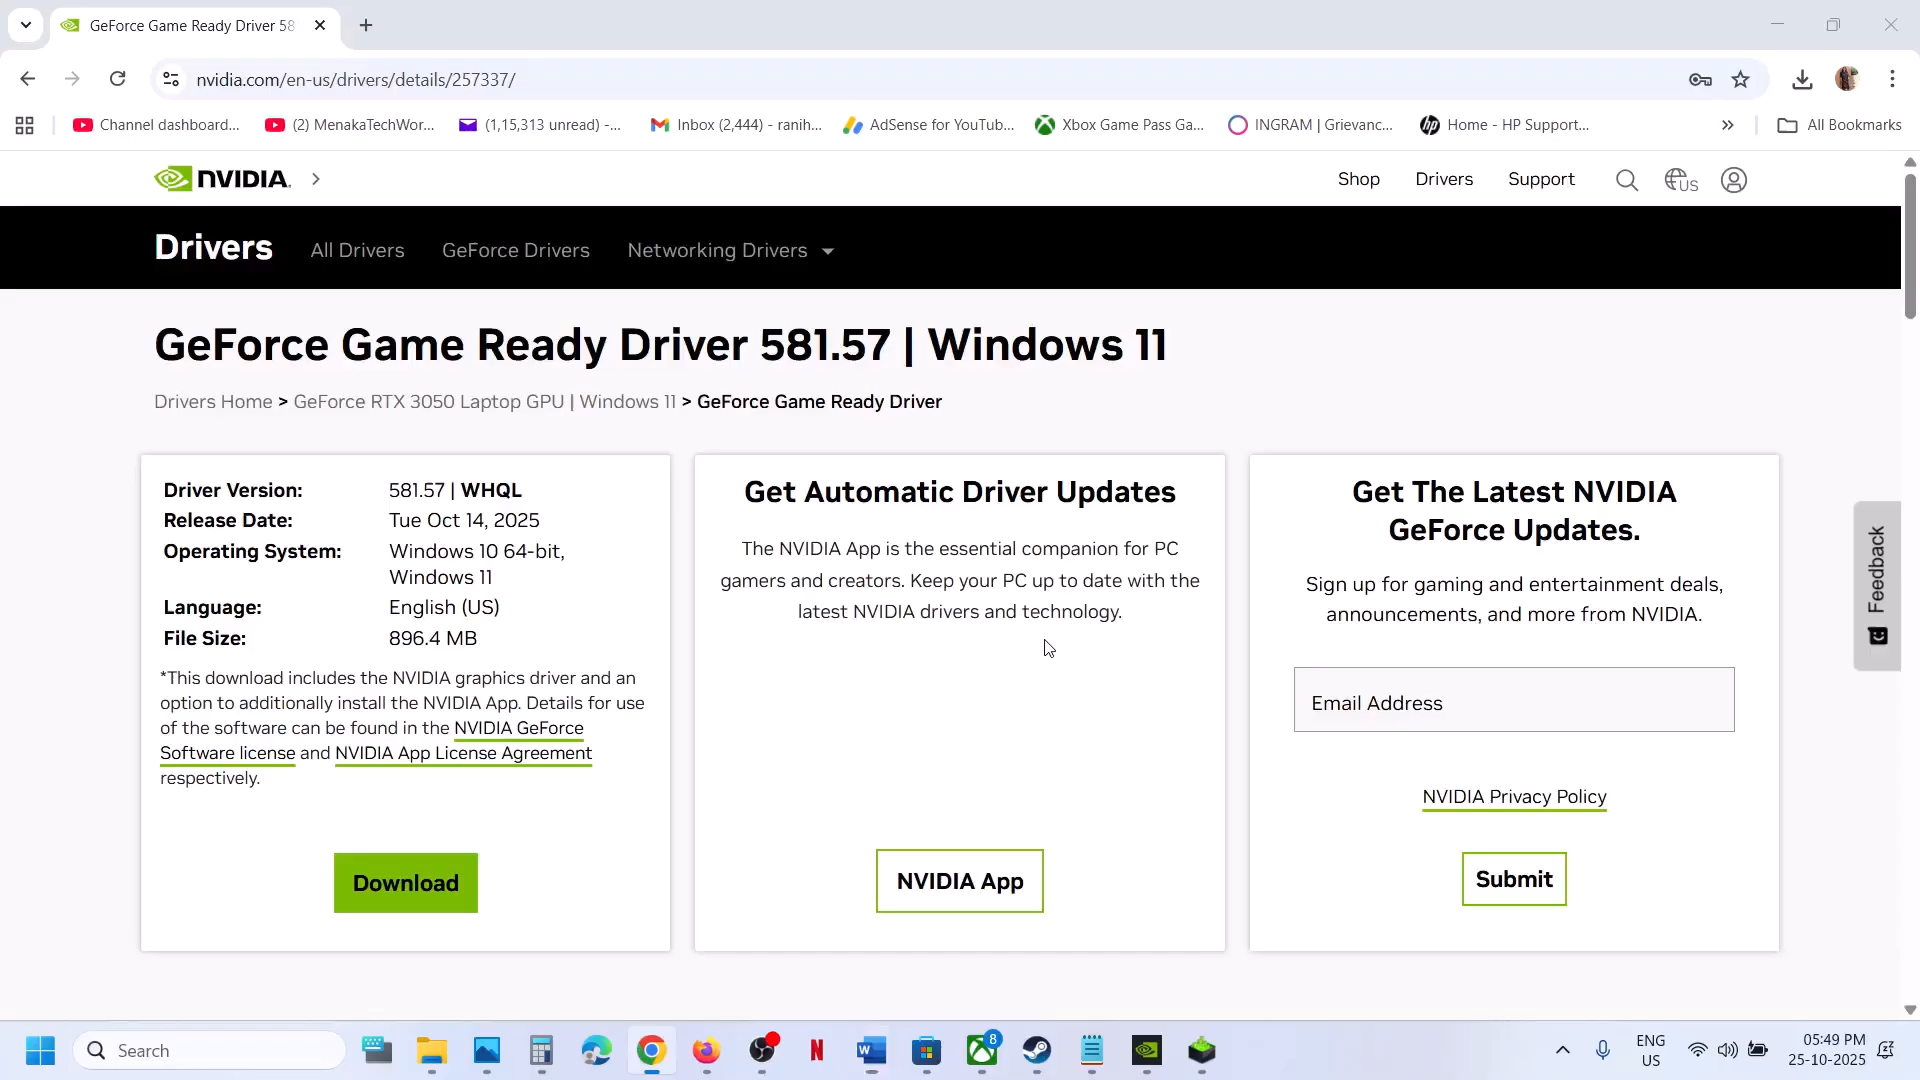 GeForce Game Ready Driver 58
nvidia.com/en-us/drivers/details/257337/
Channel dashboard...
(2) MenakaTechWor...
(1,15,313 unread) -...
Inbox (2,444) - ranih...
AdSense for YouTub...
Xbox Game Pass Ga...
INGRAM | Grievanc...
Home - HP Support...
»
All Bookmarks
NVIDIA.
Shop
Drivers
Support
US
Drivers
All Drivers
GeForce Drivers
Networking Drivers
GeForce Game Ready Driver 581.57 | Windows 11
Drivers Home > GeForce RTX 3050 Laptop GPU | Windows 11 > GeForce Game Ready Driver
Driver Version: 581.57 | WHQL
Release Date: Tue Oct 14, 2025
Operating System: Windows 10 64-bit,
Windows 11
Language: English (US)
File Size: 896.4 MB
*This download includes the NVIDIA graphics driver and an
option to additionally install the NVIDIA App. Details for use
of the software can be found in the NVIDIA GeForce
Software license and NVIDIA App License Agreement
respectively.
Download
Get Automatic Driver Updates
The NVIDIA App is the essential companion for PC
gamers and creators. Keep your PC up to date with the
latest NVIDIA drivers and technology.
NVIDIA App
Get The Latest NVIDIA
GeForce Updates.
Sign up for gaming and entertainment deals,
announcements, and more from NVIDIA.
Email Address
NVIDIA Privacy Policy
Submit
Feedback
Search
8
ENG
US
05:49 PM
25-10-2025